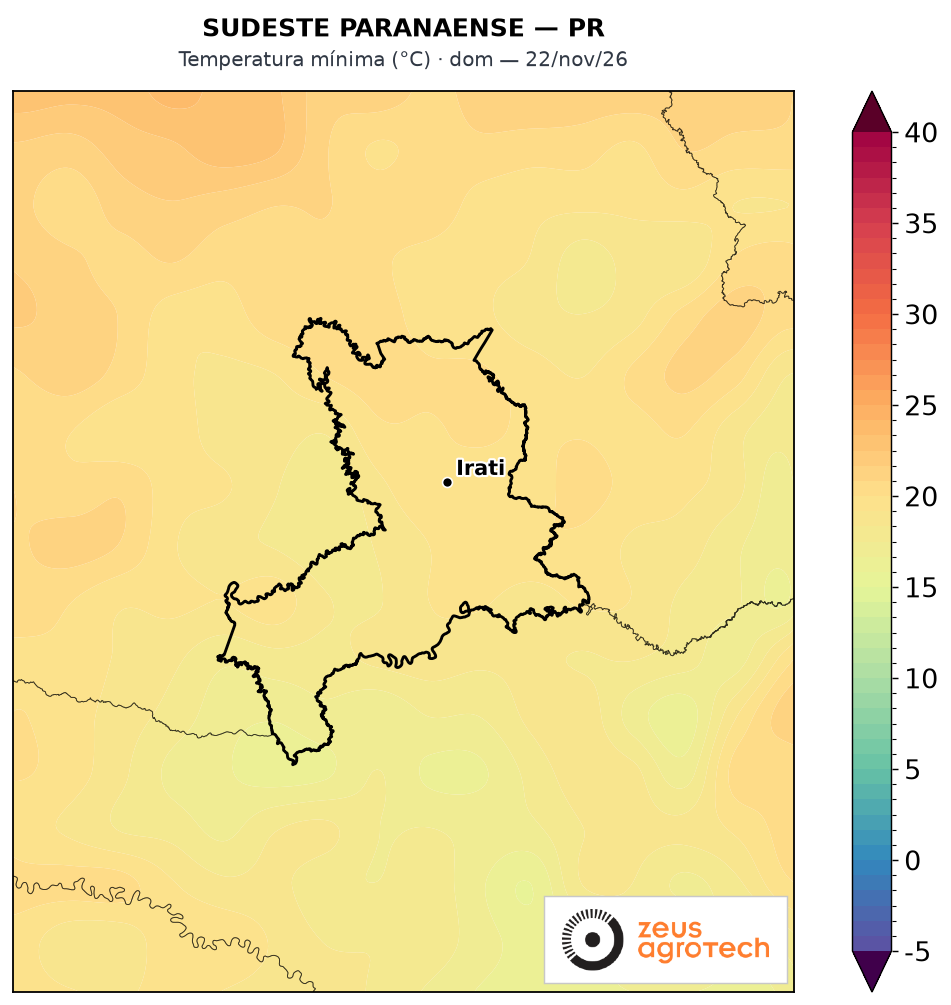 SUDESTE PARANAENSE — PR
Temperatura mínima (°C) · dom — 22/nov/26
40
35
30
25
20
15
10
5
0
-5
Irati
zeus
agrotech